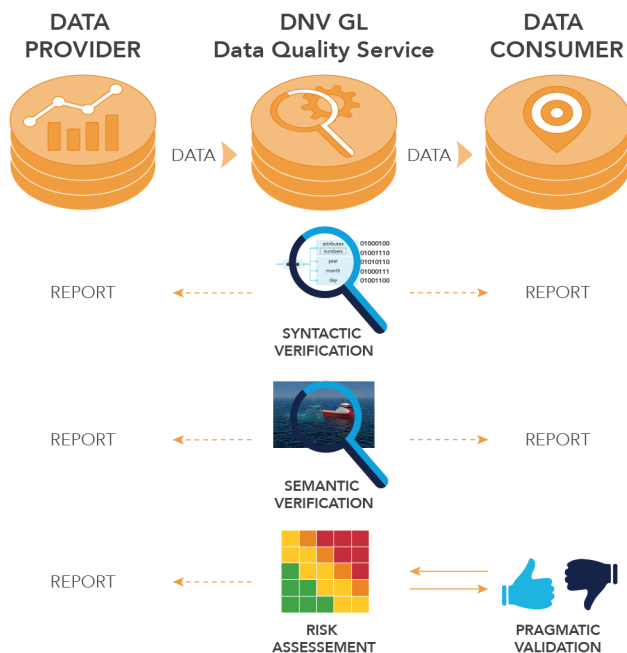 DATA
PROVIDER
DNV GL
Data Quality Service
DATA
CONSUMER
DATA
DATA
attributes
numbers
year
month
day
01000100
01001110
01010110
01000111
01001100
REPORT
REPORT
SYNTACTIC
VERIFICATION
REPORT
REPORT
SEMANTIC
VERIFICATION
REPORT
RISK
ASSESSMENT
PRAGMATIC
VALIDATION